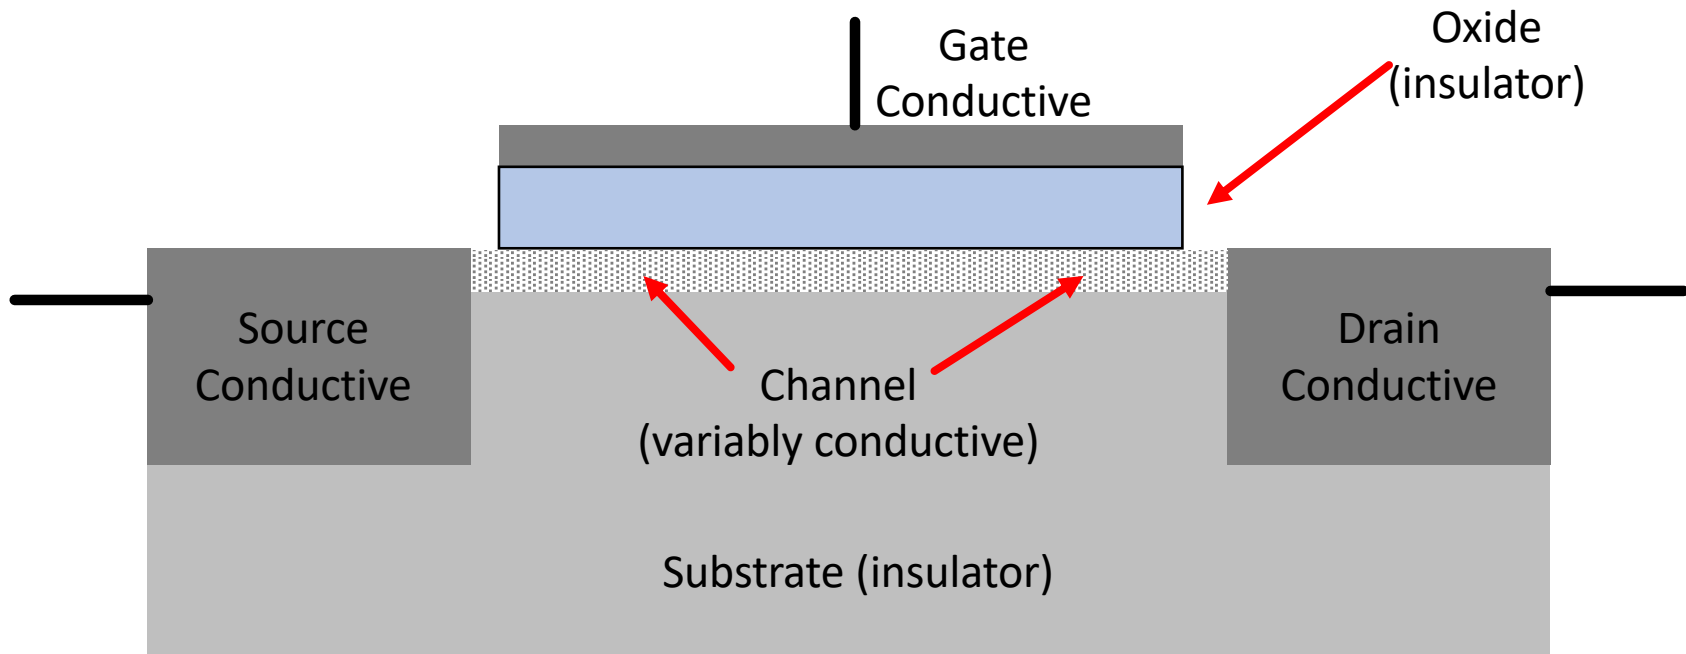 Gate
Conductive
Oxide
(insulator)
Source
Conductive
Channel
(variably conductive)
Drain
Conductive
Substrate (insulator)